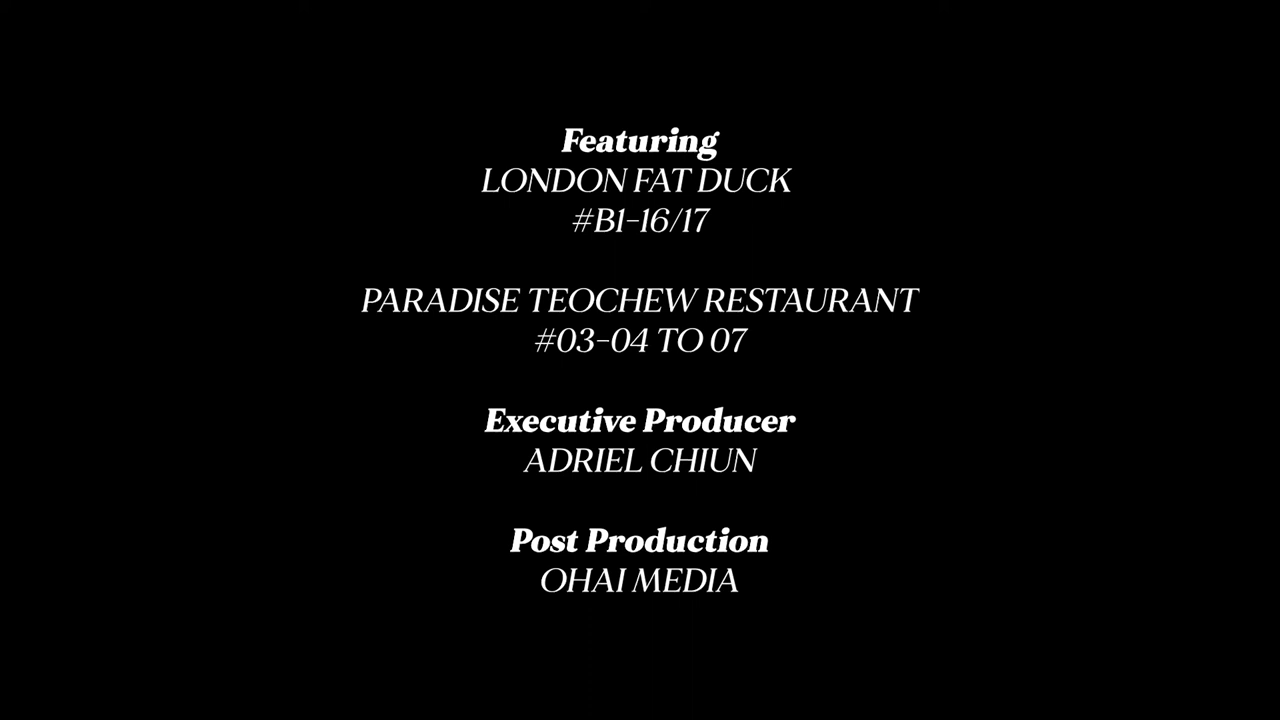 Featuring
LONDON FAT DUCK
#B1-16/17
PARADISE TEOCHEW RESTAURANT
#03-04 TO 07
Executive Producer
ADRIEL CHIUN
Post Production
OHAI MEDIA